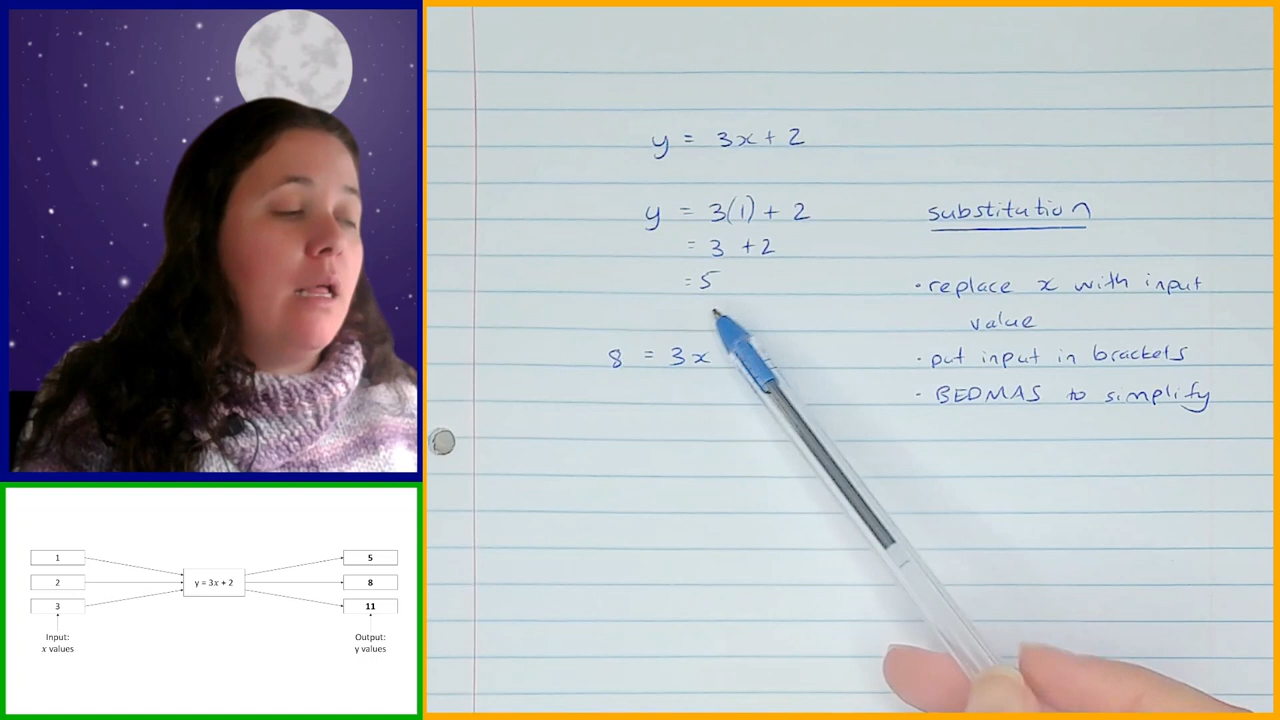 y = 3x + 2
y = 3(1) + 2
= 3 + 2
= 5
8 = 3x
substitution
• replace x with input
value
• put input in brackets
• BEDMAS to simplify
1
2
3
y = 3x + 2
5
8
11
Input:
x values
Output:
y values